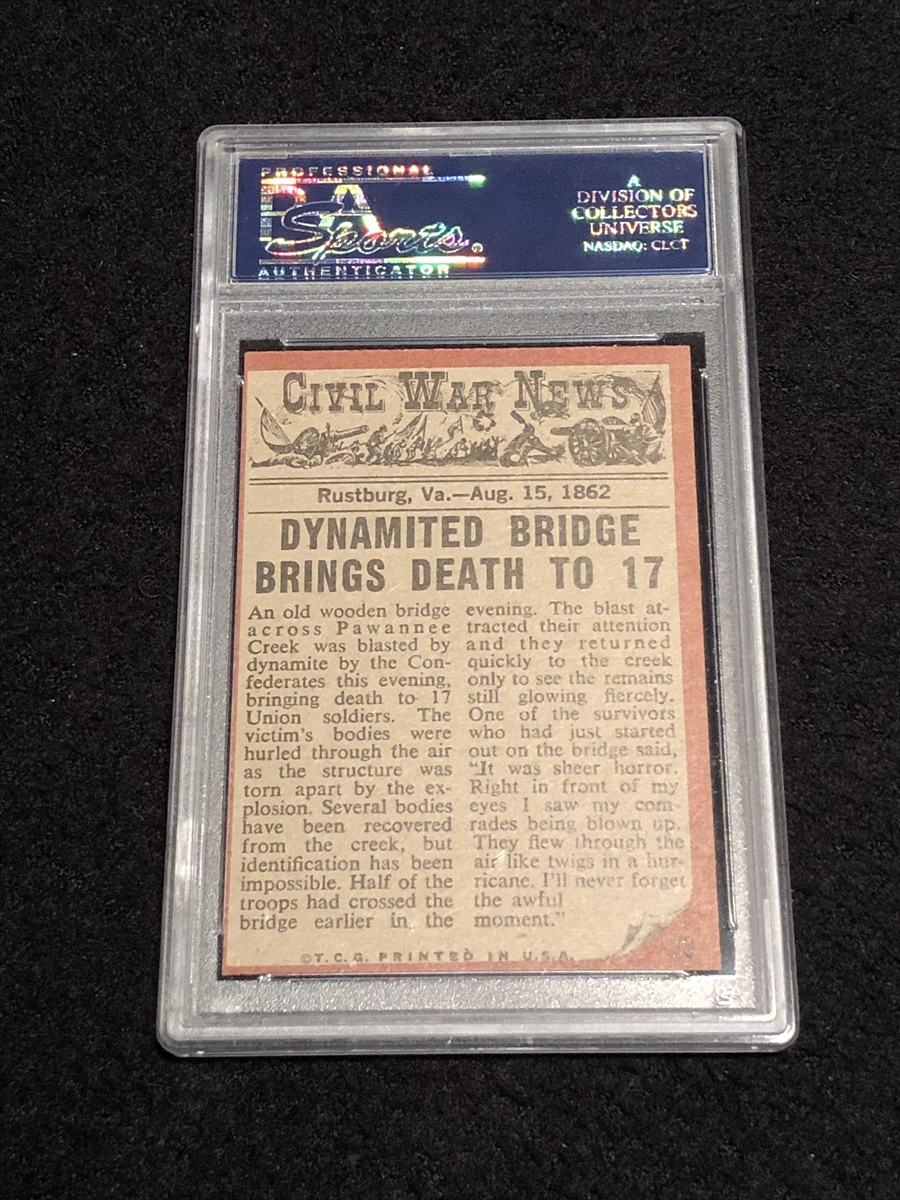 PROFESSIONAL
PSA
Sports®
AUTHENTICATOR
A
DIVISION OF
COLLECTORS
UNIVERSE
NASDAQ: CLCT
CIVIL WAR NEWS
Rustburg, Va.—Aug. 15, 1862
DYNAMITED BRIDGE
BRINGS DEATH TO 17
An old wooden bridge
across Pawannee
Creek was blasted by
dynamite by the Con-
federates this evening,
bringing death to 17
Union soldiers. The
victim's bodies were
hurled through the air
as the structure was
torn apart by the ex-
plosion. Several bodies
have been recovered
from the creek, but
identification has been
impossible. Half of the
troops had crossed the
bridge earlier in the
evening. The blast at-
tracted their attention
and they returned
quickly to the creek
only to see the remains
still glowing fiercely.
One of the survivors
who had just started
out on the bridge said,
"It was sheer horror.
Right in front of my
eyes I saw my com-
rades being blown up.
They flew through the
air like twigs in a hur-
ricane. I'll never forget
the awful
moment."
©T. C. G. PRINTED IN U.S.A.